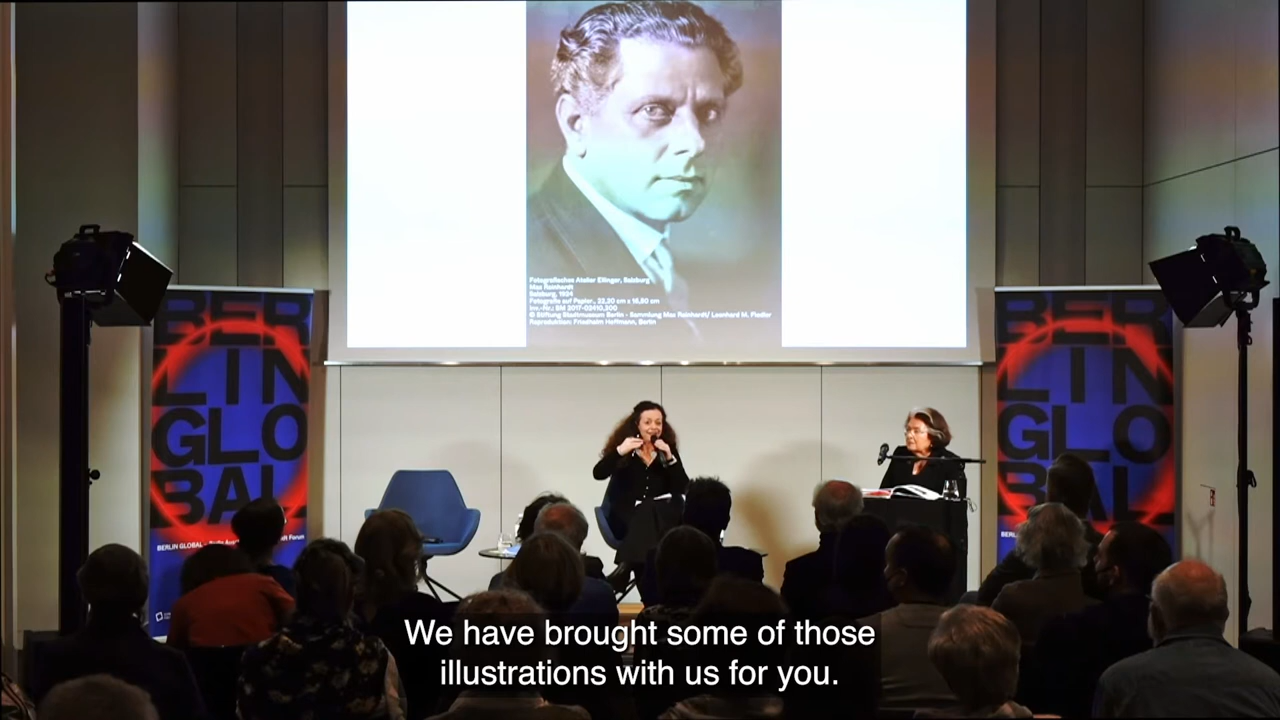 Fotografisches Atelier Ellinger, Salzburg
Max Reinhardt
Salzburg, 1924
Fotografie auf Papier, 22,20 cm x 16,80 cm
© Stiftung Stadtmuseum Berlin - Sammlung Max Reinhardt/ Leonhard M. Fiedler
Reproduktion: Friedhelm Hoffmann, Berlin
BER
LIN
GLO
BAL
BERLIN GLOBAL
BER
LIN
GLO
BAL
We have brought some of those
illustrations with us for you.